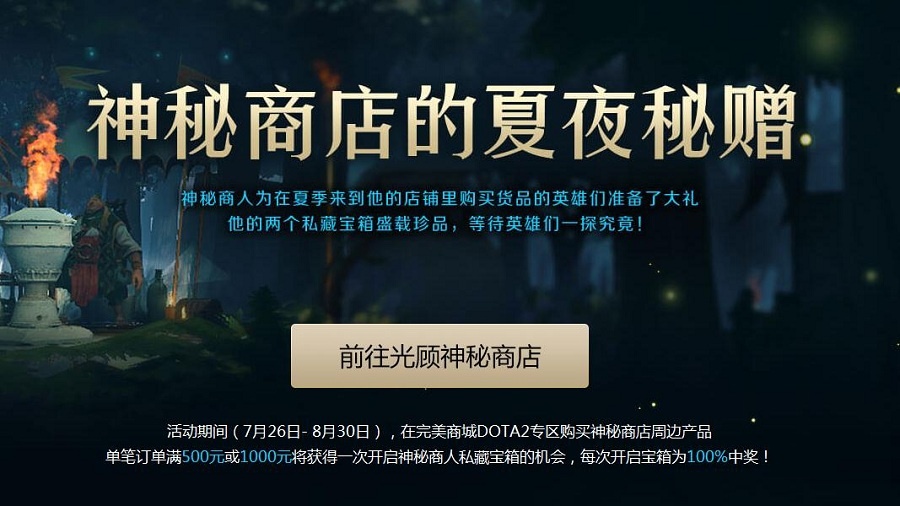 神秘商店的夏夜秘赠
神秘商人为在夏季来到他的店铺里购买货品的英雄们准备了大礼
他的两个私藏宝箱盛载珍品，等待英雄们一探究竟！
前往光顾神秘商店
活动期间（7月26日- 8月30日），在完美商城DOTA2专区购买神秘商店周边产品
单笔订单满500元或1000元将获得一次开启神秘商人私藏宝箱的机会，每次开启宝箱为100%中奖！